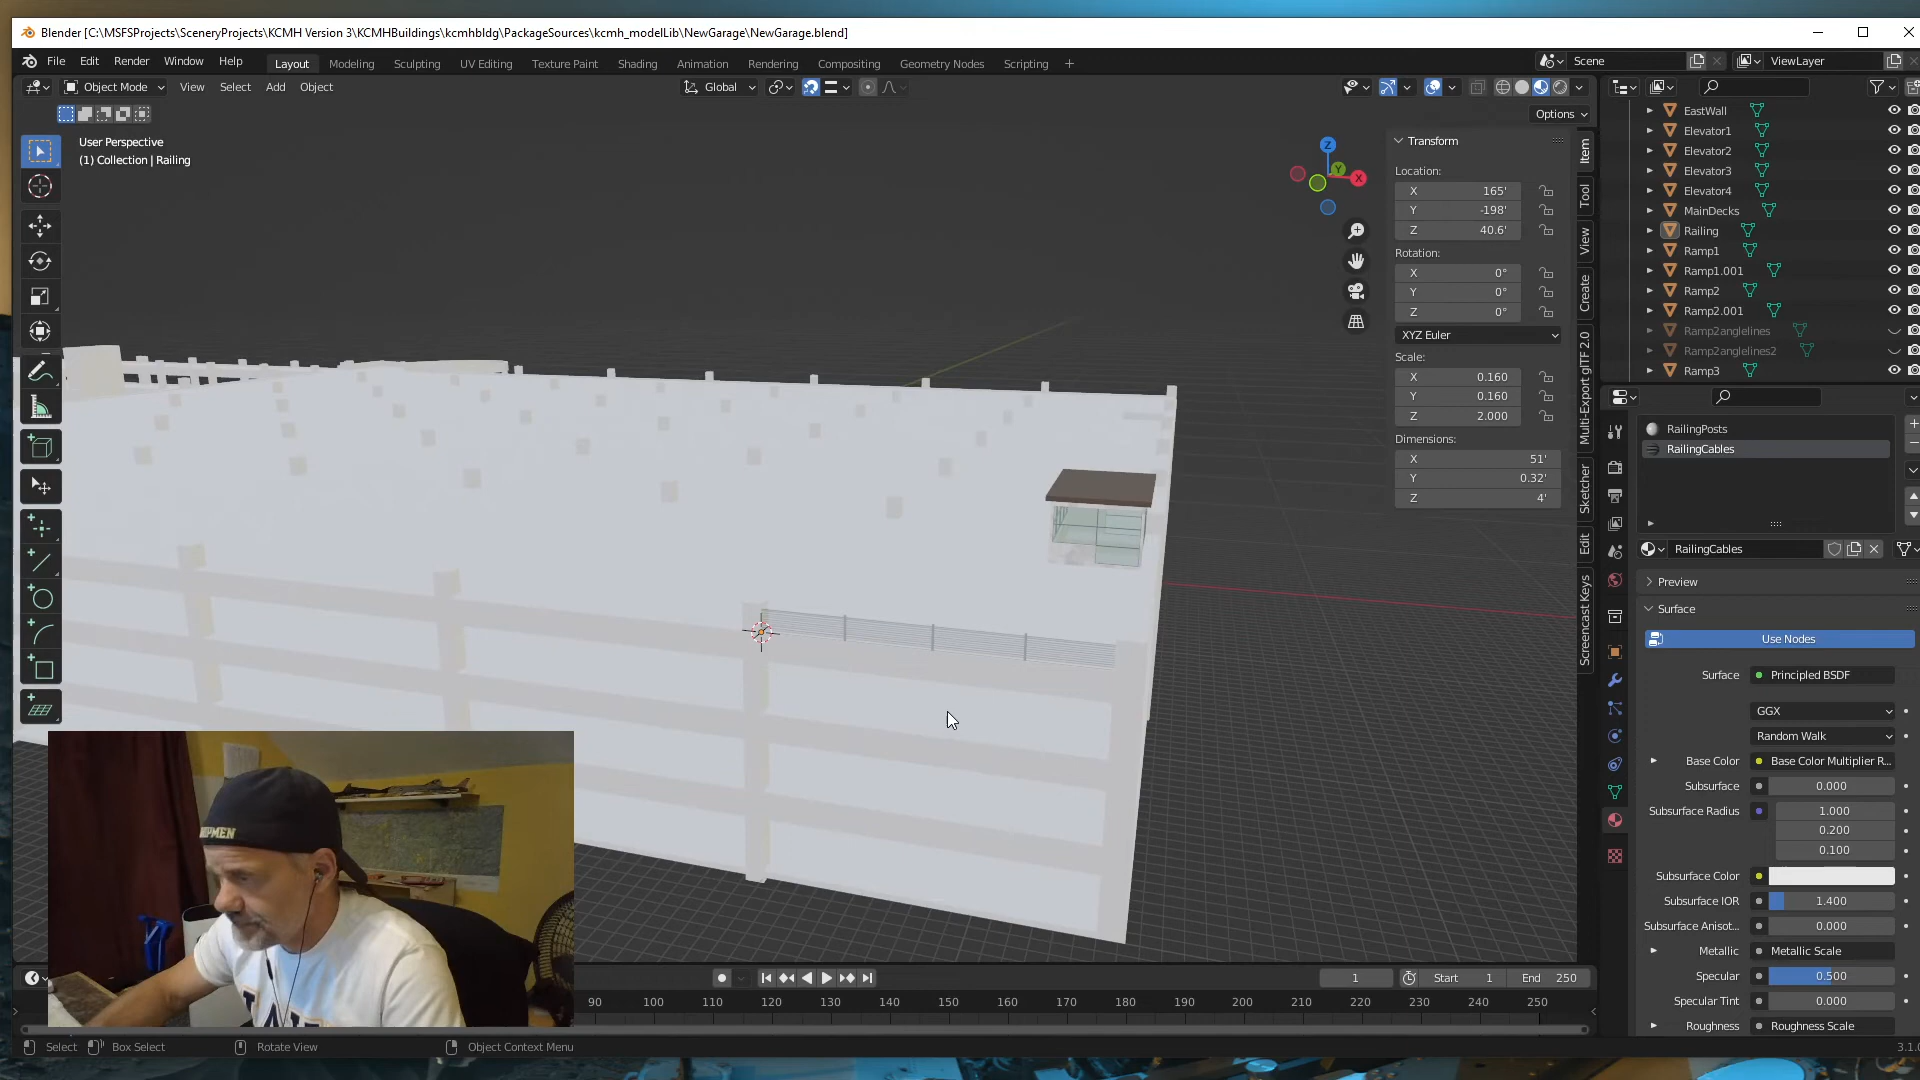 Blender [C:\MSFSProjects\SceneryProjects\KCMH Version 3\KCMHBuildings\kcmhbldg\PackageSources\kcmh_modelLib\NewGarage\NewGarage.blend]
File Edit Render Window Help Layout Modeling Sculpting UV Editing Texture Paint Shading Animation Rendering Compositing Geometry Nodes Scripting + Scene ViewLayer
Object Mode View Select Add Object Global
Options
User Perspective
(1) Collection | Railing
Z
Y
X
Transform
Location:
X 165'
Y -198'
Z 40.6'
Rotation:
X 0°
Y 0°
Z 0°
XYZ Euler
Scale:
X 0.160
Y 0.160
Z 2.000
Dimensions:
X 51'
Y 0.32'
Z 4'
Item
Tool
View
Create
Multi-Export glTF 2.0
Sketcher
Edit
Screencast Keys
EastWall
Elevator1
Elevator2
Elevator3
Elevator4
MainDecks
Railing
Ramp1
Ramp1.001
Ramp2
Ramp2.001
Ramp2anglelines
Ramp2anglelines2
Ramp3
RailingPosts
RailingCables
RailingCables
Preview
Surface
Use Nodes
Surface Principled BSDF
GGX
Random Walk
Base Color Base Color Multiplier R...
Subsurface 0.000
Subsurface Radius 1.000
0.200
0.100
Subsurface Color
Subsurface IOR 1.400
Subsurface Anisot... 0.000
Metallic Metallic Scale
Specular 0.500
Specular Tint 0.000
Roughness Roughness Scale
1 Start 1 End 250
90 100 110 120 130 140 150 160 170 180 190 200 210 220 230 240 250
Select Box Select Rotate View Object Context Menu